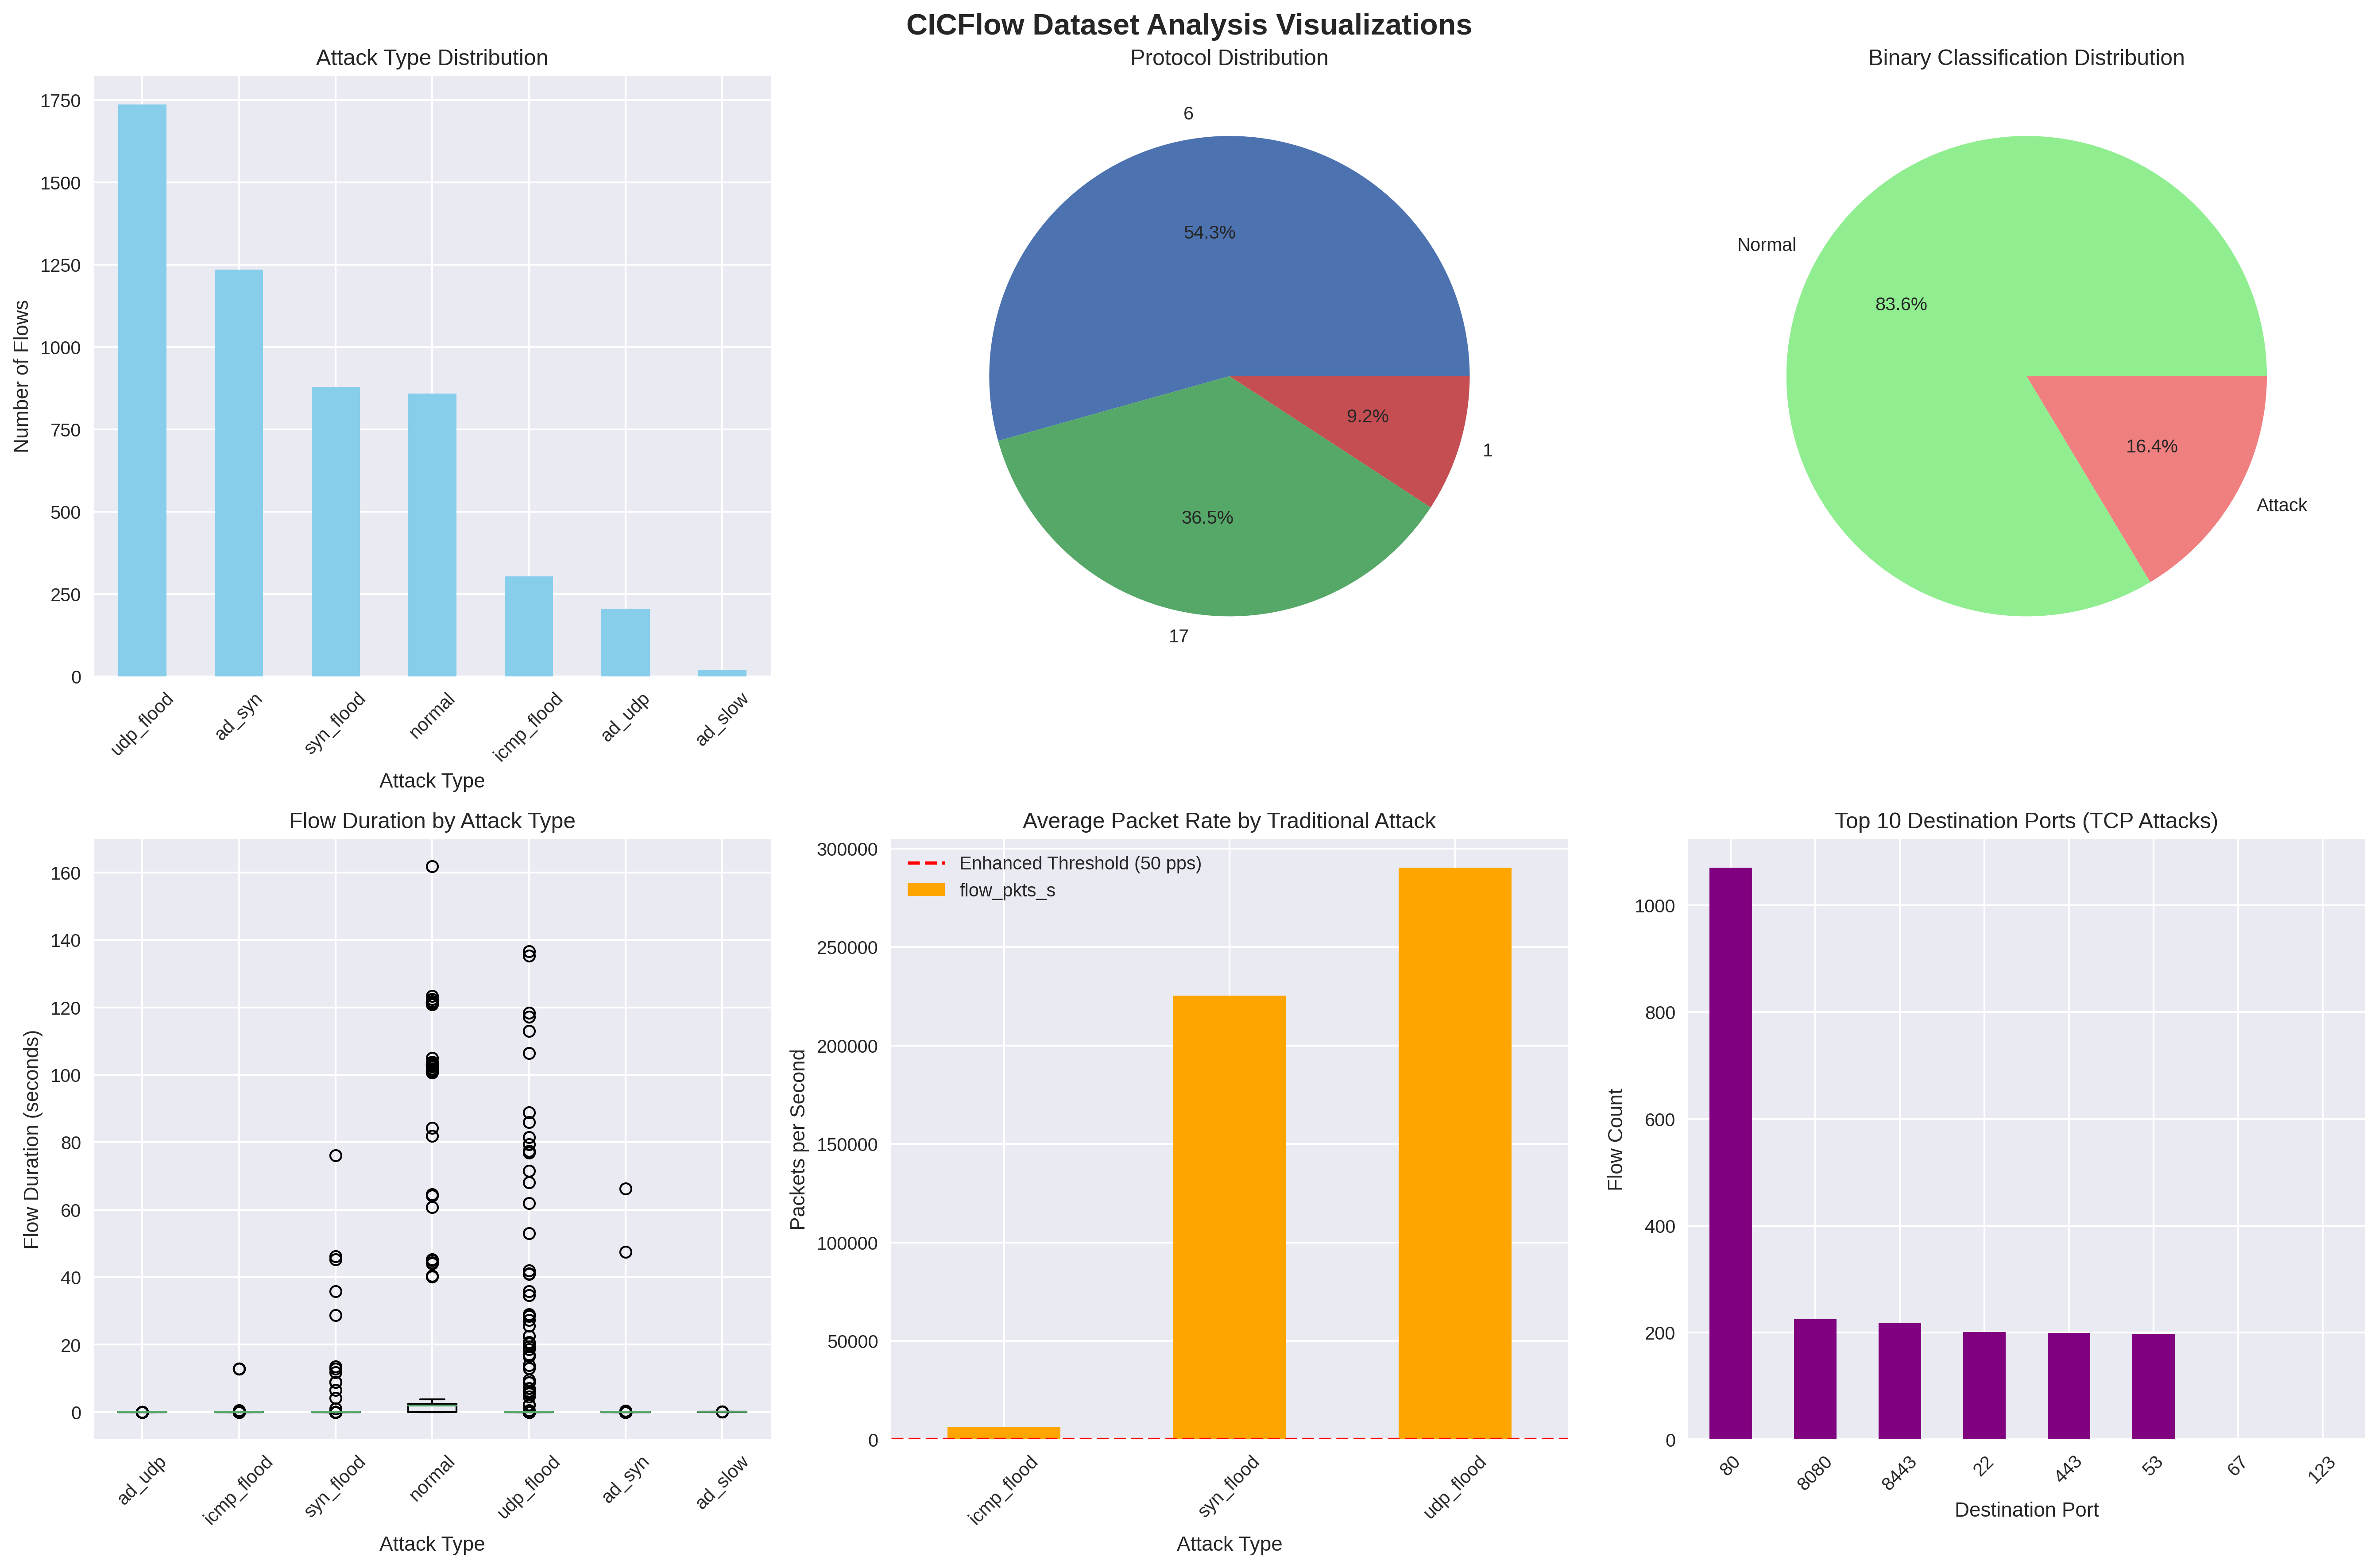 CICFlow Dataset Analysis Visualizations
Attack Type Distribution
Number of Flows
1750
1500
1250
1000
750
500
250
0
udp_flood
ad_syn
syn_flood
normal
icmp_flood
ad_udp
ad_slow
Attack Type
Protocol Distribution
6
54.3%
9.2%
1
36.5%
17
Binary Classification Distribution
Normal
83.6%
16.4%
Attack
Flow Duration by Attack Type
Flow Duration (seconds)
160
140
120
100
80
60
40
20
0
ad_udp
icmp_flood
syn_flood
normal
udp_flood
ad_syn
ad_slow
Attack Type
Average Packet Rate by Traditional Attack
Packets per Second
300000
250000
200000
150000
100000
50000
0
Enhanced Threshold (50 pps)
flow_pkts_s
icmp_flood
syn_flood
udp_flood
Attack Type
Top 10 Destination Ports (TCP Attacks)
Flow Count
1000
800
600
400
200
0
80
8080
8443
22
443
53
67
123
Destination Port